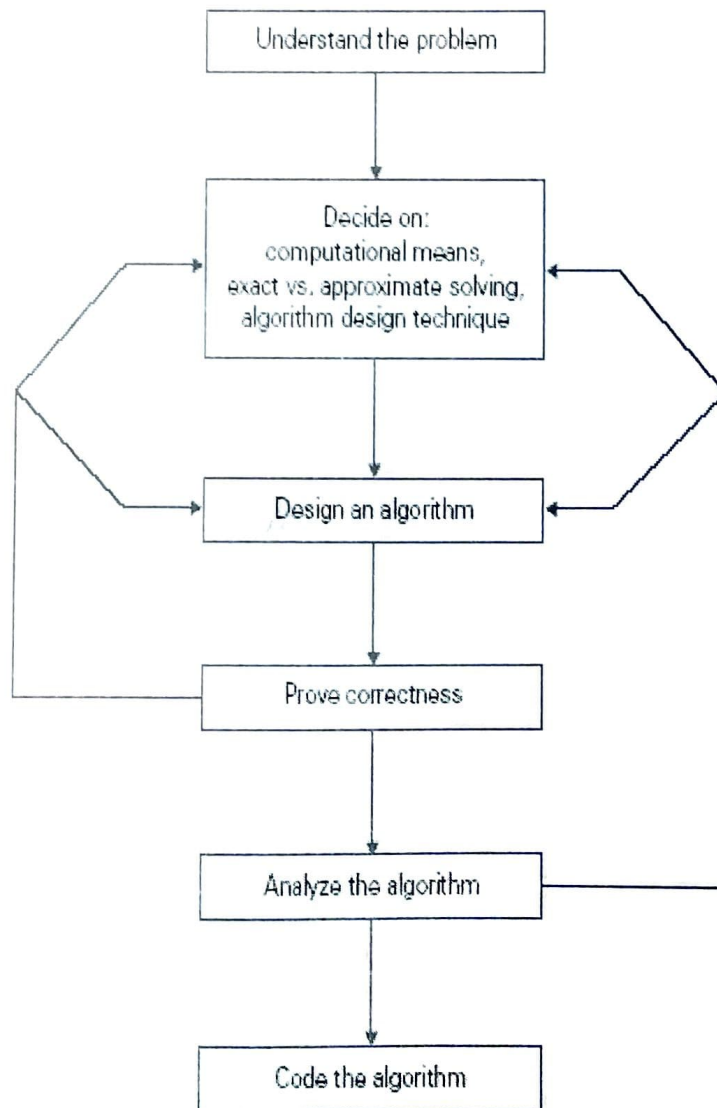 Understand the problem
Decide on:
computational means,
exact vs. approximate solving,
algorithm design technique
Design an algorithm
Prove correctness
Analyze the algorithm
Code the algorithm